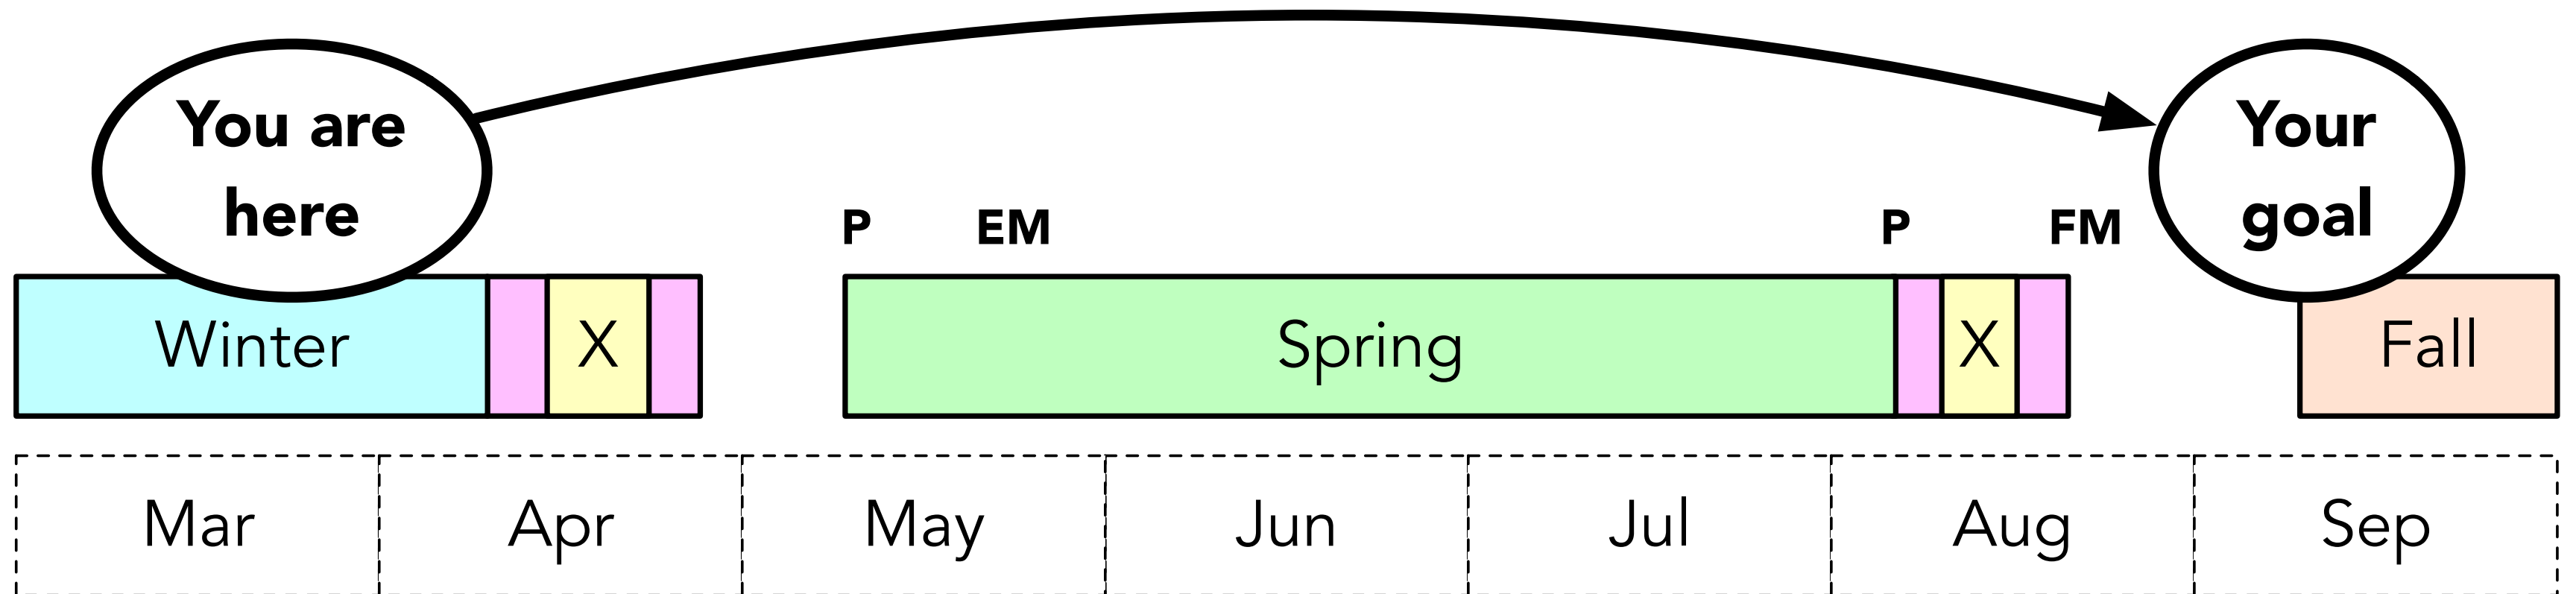 You are
here
Your
goal
P EM P FM
Winter X Spring X Fall
Mar Apr May Jun Jul Aug Sep